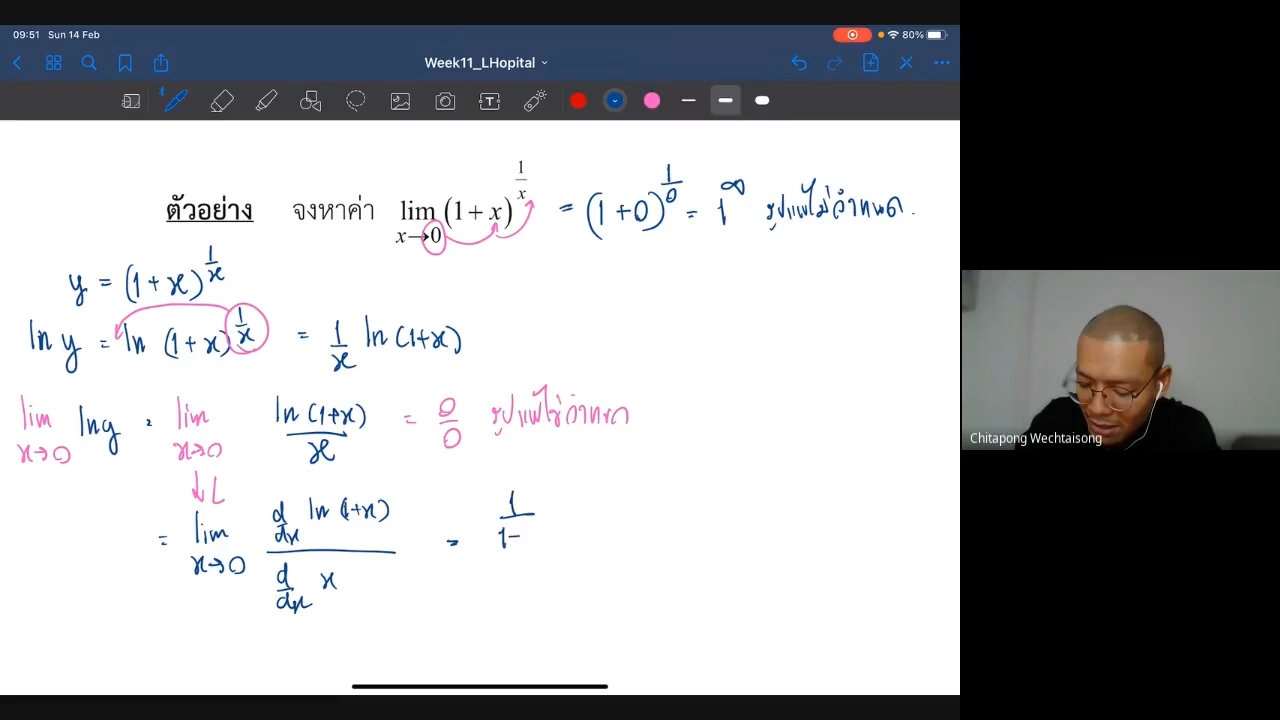 09:51 Sun 14 Feb 80%
Week11_LHopital
T
ตัวอย่าง จงหาค่า lim x→0 (1 + x)^(1/x) = (1 + 0)^(1/0) = 1^∞ รูปแบบไม่กำหนด.
y = (1 + x)^(1/x)
ln y = ln (1 + x)^(1/x) = 1/x ln (1+x)
lim x→0 ln y = lim x→0 ln (1+x)/x = 0/0 รูปแบบไม่กำหนด
↓ L
= lim x→0 (d/dx ln (1+x))/(d/dx x) = 1/1-
Chitapong Wechtaisong